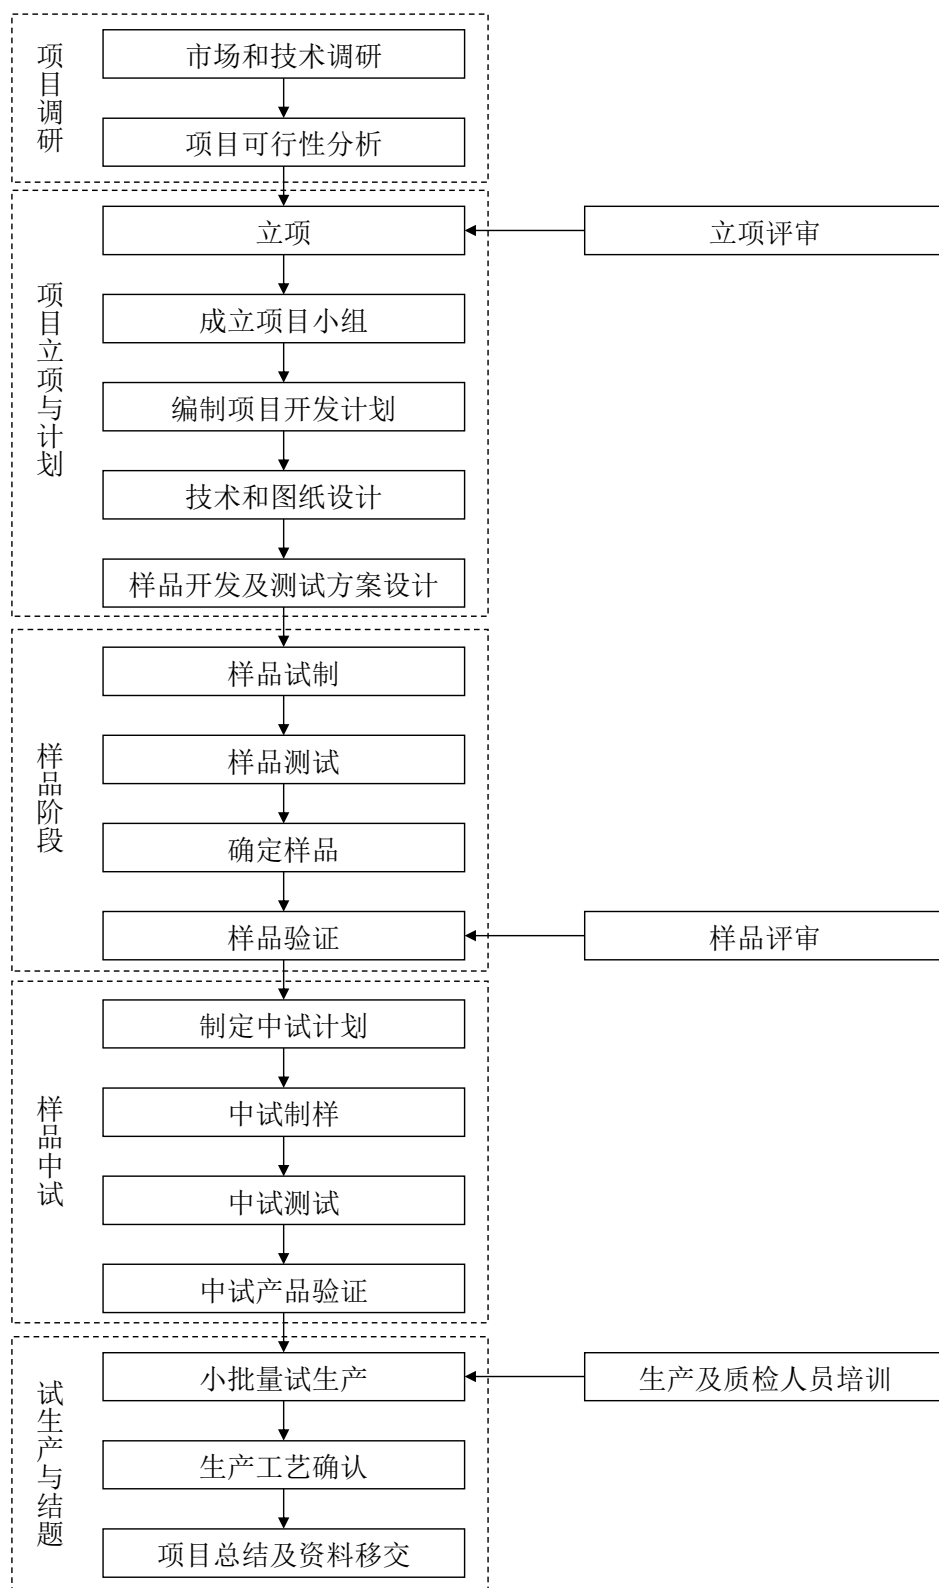 项目调研
市场和技术调研
项目可行性分析
项目立项与计划
立项
立项评审
成立项目小组
编制项目开发计划
技术和图纸设计
样品开发及测试方案设计
样品阶段
样品试制
样品测试
确定样品
样品验证
样品评审
样品中试
制定中试计划
中试制样
中试测试
中试产品验证
试生产与结题
小批量试生产
生产及质检人员培训
生产工艺确认
项目总结及资料移交